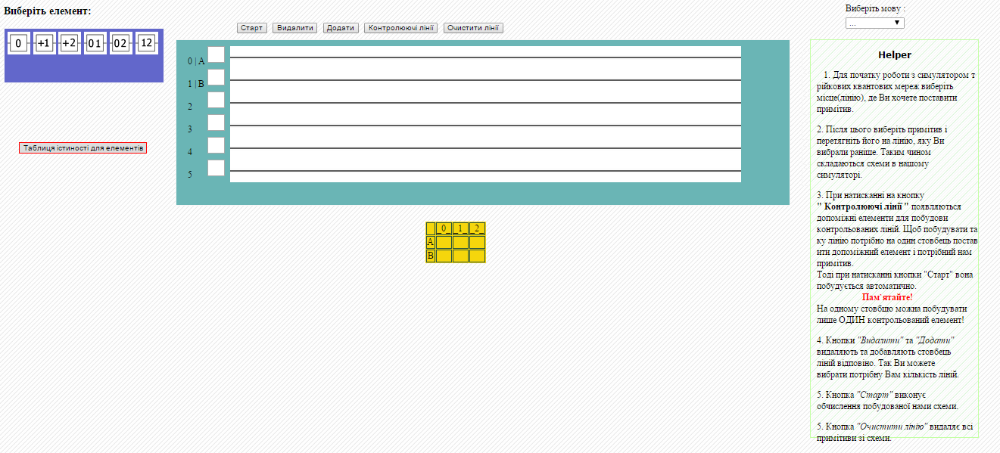 Виберіть елемент:
0 +1 +2 01 02 12
Таблиця істиності для елементів
Старт Видалити Додати Контролюючі лінії Очистити лінії
0 | A
1 | B
2
3
4
5
_0_ _1_ _2_
A
B
Виберіть мову :
...
Helper
1. Для початку роботи з симулятором т
рійкових квантових мереж виберіть
місце(лінію), де Ви хочете поставити
примітив.
2. Після цього виберіть примітив і
перетягніть його на лінію, яку Ви
вибрали раніше. Таким чином
складаються схеми в нашому
симуляторі.
3. При натисканні на кнопку
" Контролюючі лінії " появляються
допоміжні елементи для побудови
контрольованих ліній. Щоб побудувати та
ку лінію потрібно на один стовбець постав
ити допоміжний елемент і потрібний нам
примітив.
Тоді при натисканні кнопки "Старт" вона
побудується автоматично.
Пам`ятайте!
На одному стовбцю можна побудувати
лише ОДИН контрольований елемент!
4. Кнопки "Видалити" та "Додати"
видаляють та добавляють стовбець
ліній відповіно. Так Ви можете
вибрати потрібну Вам кількість ліній.
5. Кнопка "Старт" виконує
обчислення побудованої нами схеми.
5. Кнопка "Очистити лінію" видаляє всі
примітиви зі схеми.